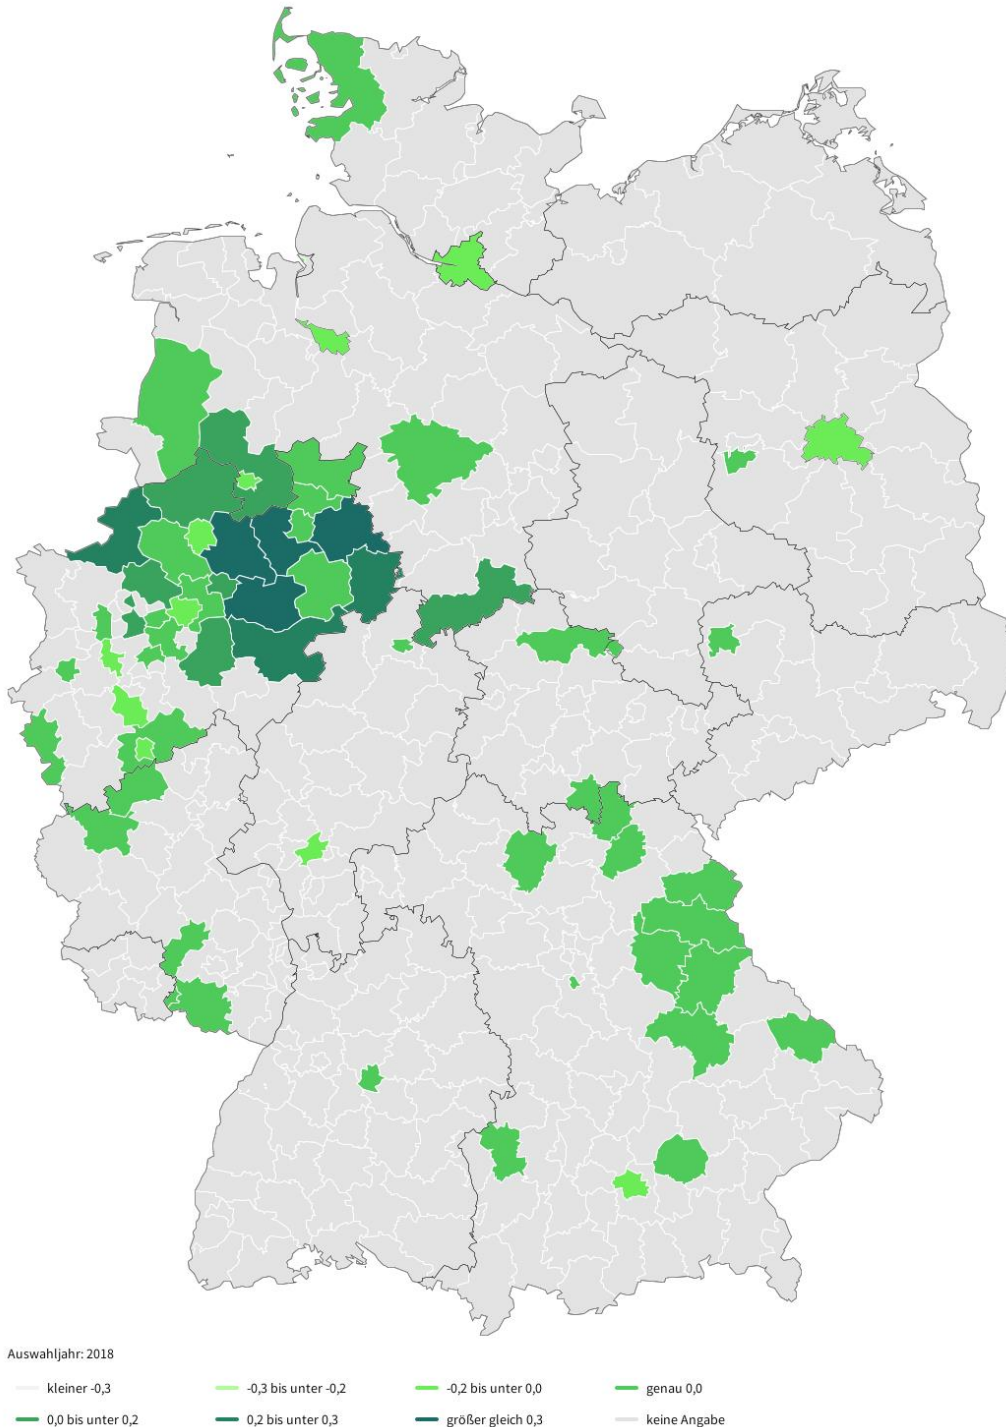 Auswahljahr: 2018
kleiner -0,3
-0,3 bis unter -0,2
-0,2 bis unter 0,0
genau 0,0
0,0 bis unter 0,2
0,2 bis unter 0,3
größer gleich 0,3
keine Angabe